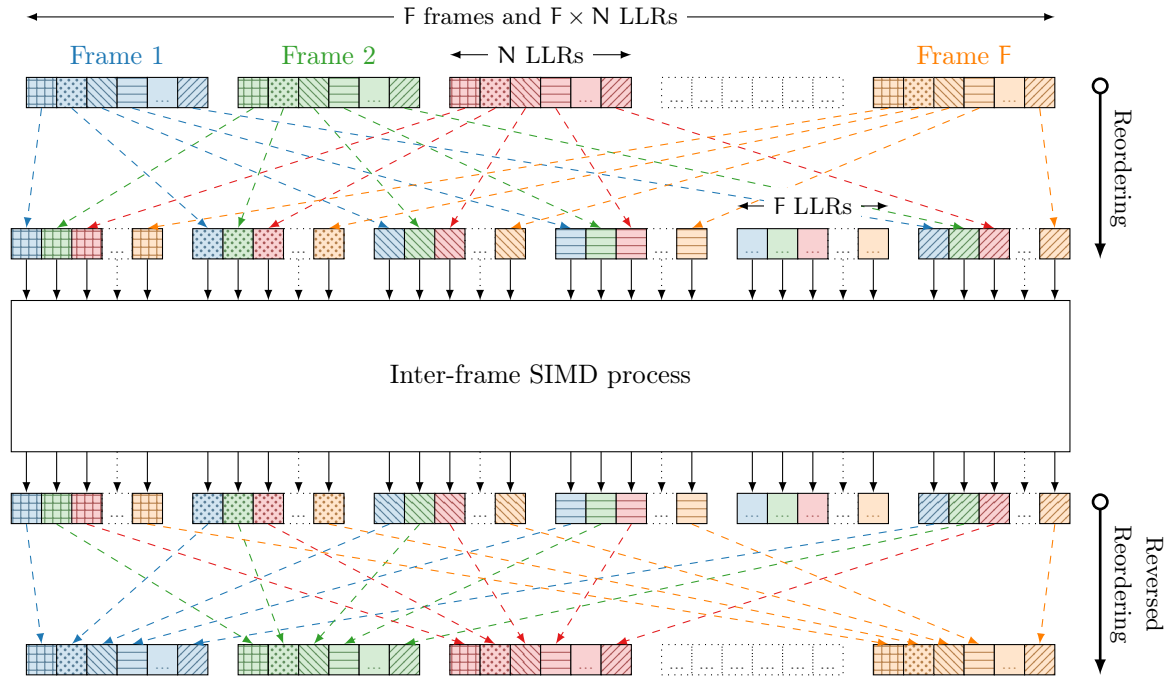 F frames and F × N LLRs
Frame 1
Frame 2
N LLRs
Frame F
... ... ... ... ... ... ... ... ... ...
Reordering
F LLRs
... ... ... ... ... ... ... ... ...
Inter-frame SIMD process
... ... ... ... ... ... ... ... ...
Reversed
Reordering
... ... ... ... ... ... ... ... ... ...